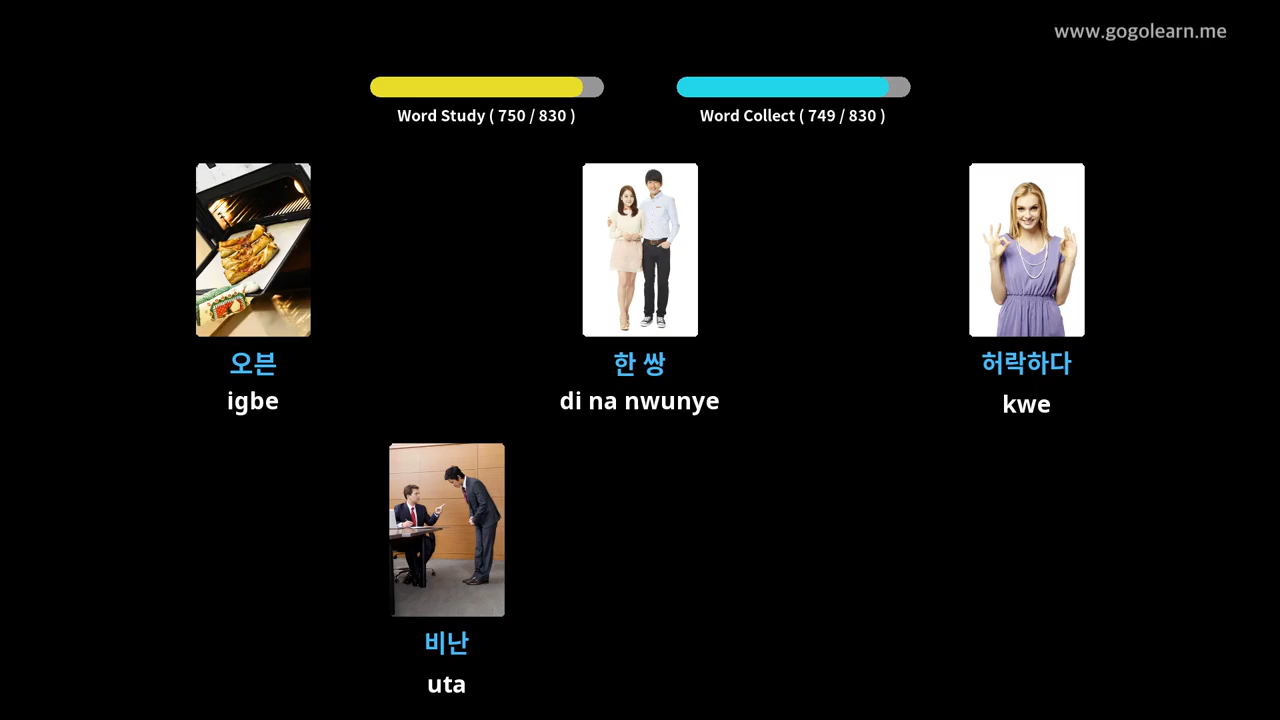 www.gogolearn.me
Word Study ( 750 / 830 )
Word Collect ( 749 / 830 )
오븐
igbe
한 쌍
di na nwunye
허락하다
kwe
비난
uta